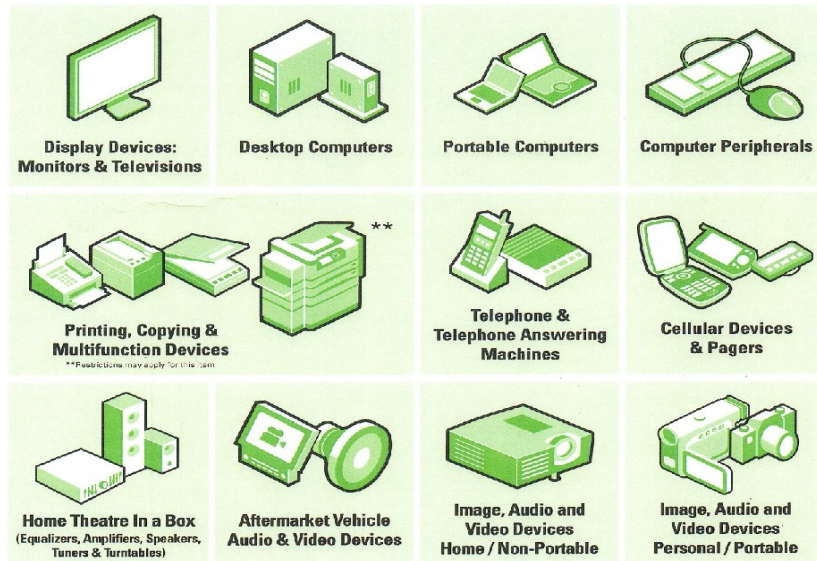 Display Devices:
Monitors & Televisions
Desktop Computers
Portable Computers
Computer Peripherals
**
Printing, Copying &
Multifunction Devices
**Restrictions may apply for this item
Telephone &
Telephone Answering
Machines
Cellular Devices
& Pagers
Home Theatre In a Box
(Equalizers, Amplifiers, Speakers,
Tuners & Turntables)
Aftermarket Vehicle
Audio & Video Devices
Image, Audio and
Video Devices
Home / Non-Portable
Image, Audio and
Video Devices
Personal / Portable